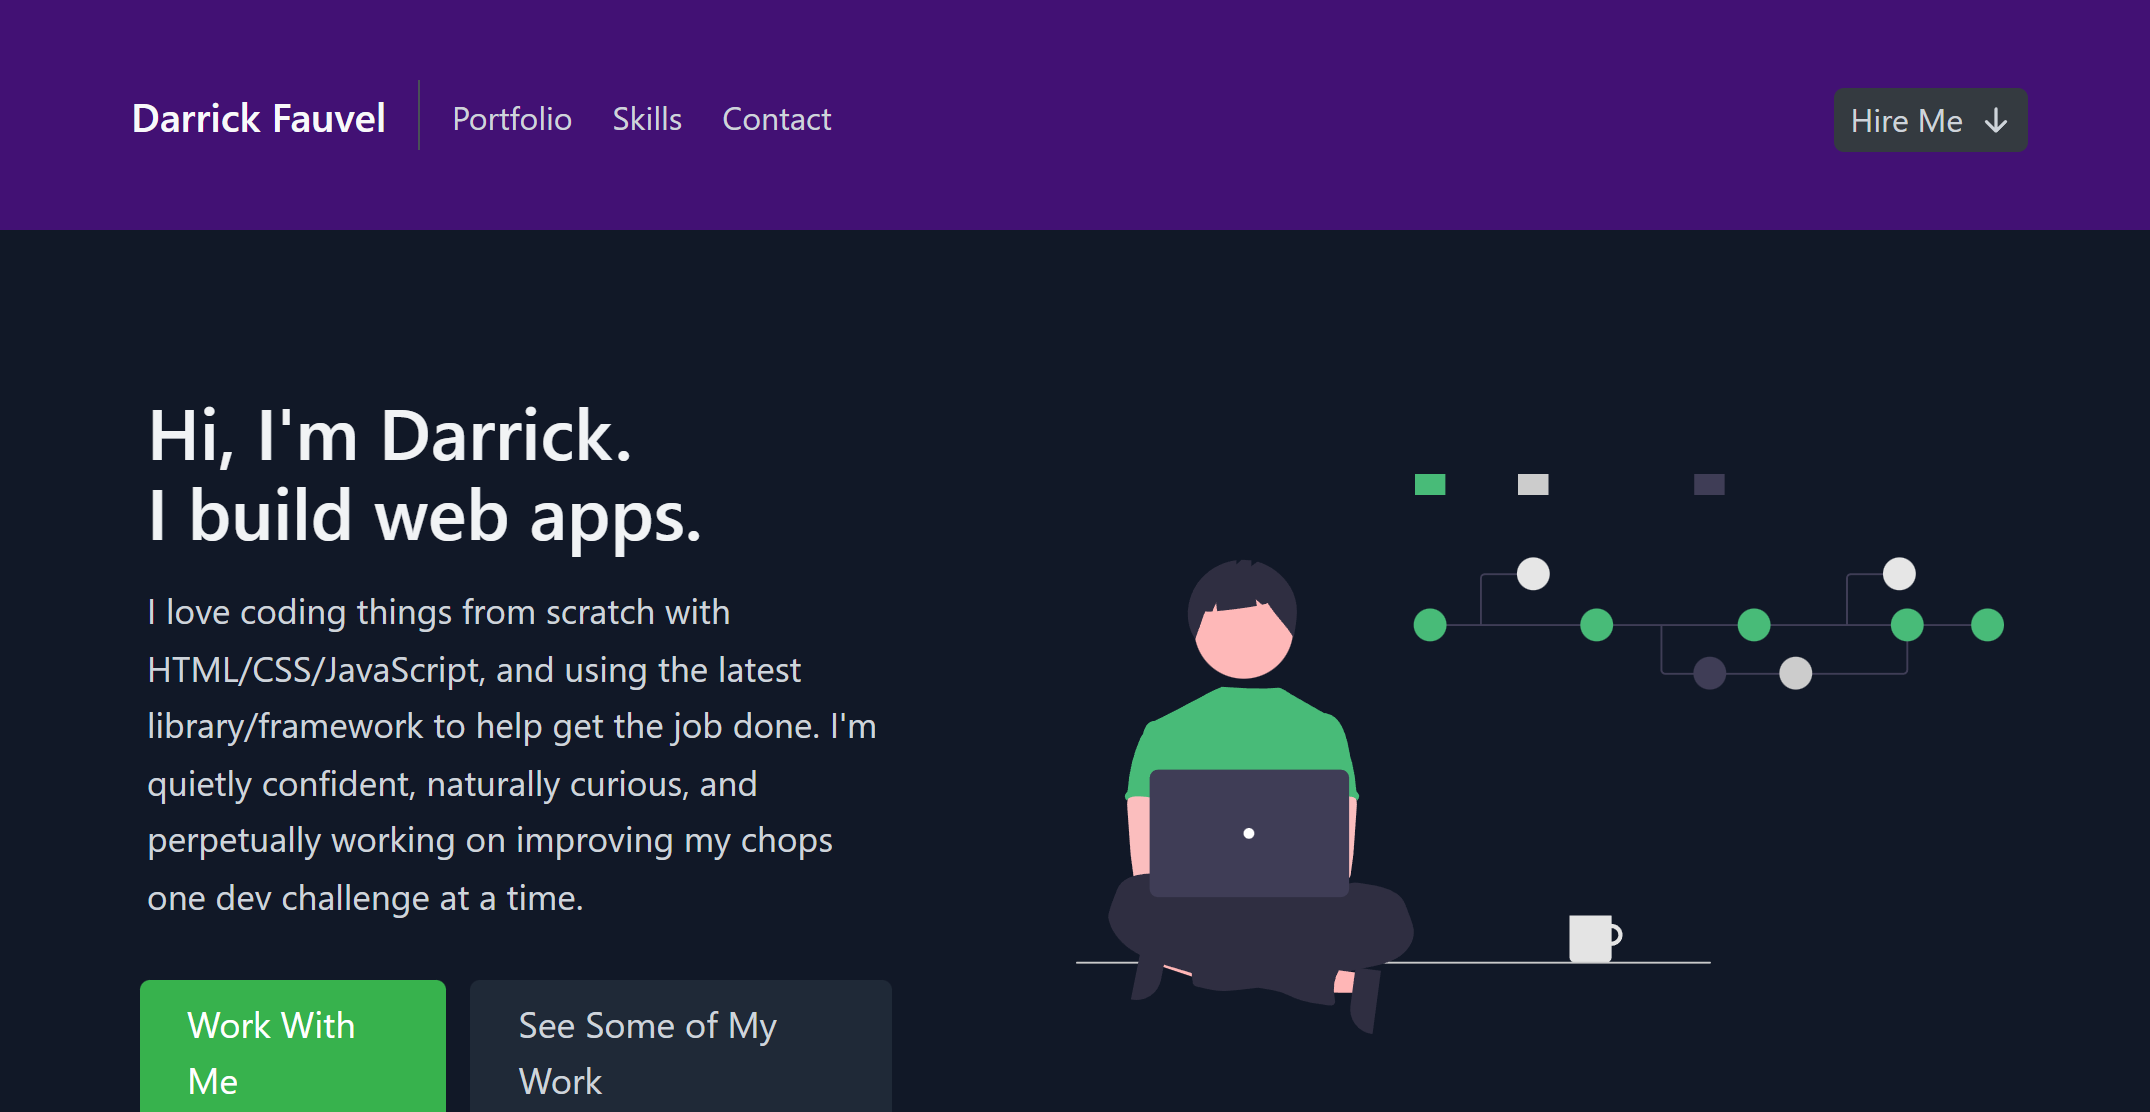 Darrick Fauvel
Portfolio
Skills
Contact
Hire Me
Hi, I'm Darrick.
I build web apps.
I love coding things from scratch with
HTML/CSS/JavaScript, and using the latest
library/framework to help get the job done. I'm
quietly confident, naturally curious, and
perpetually working on improving my chops
one dev challenge at a time.
Work With
Me
See Some of My
Work